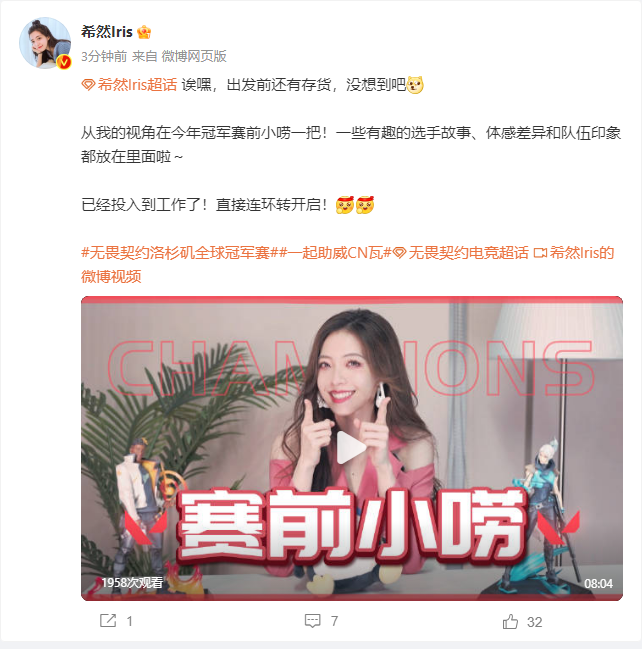 希然Iris
3分钟前 来自 微博网页版
希然Iris超话 诶嘿，出发前还有存货，没想到吧
从我的视角在今年冠军赛前小唠一把！一些有趣的选手故事、体感差异和队伍印象
都放在里面啦～
已经投入到工作了！直接连环转开启！
#无畏契约洛杉矶全球冠军赛##一起助威CN瓦# 无畏契约电竞超话 希然Iris的
微博视频
CHAMPIONS
赛前小唠
1958次观看 08:04
1 7 32